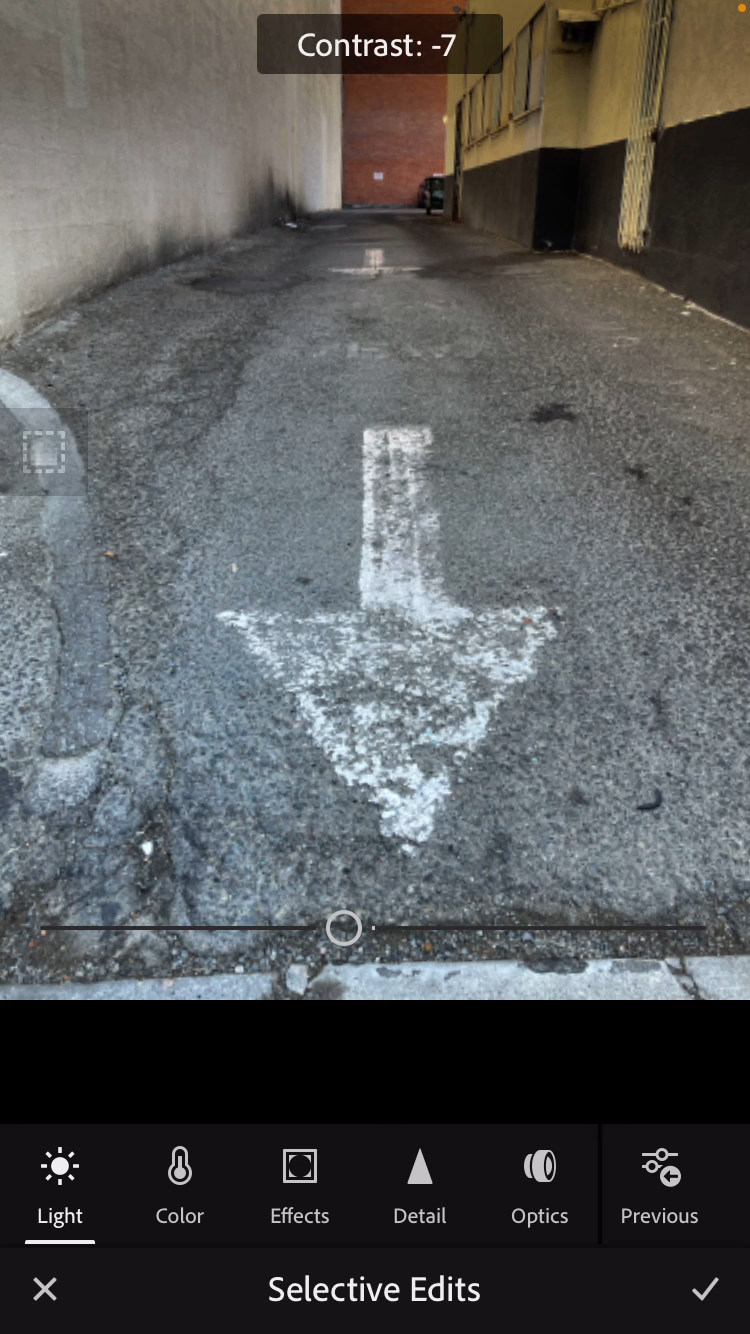 Contrast: -7
Light
Color
Effects
Detail
Optics
Previous
Selective Edits